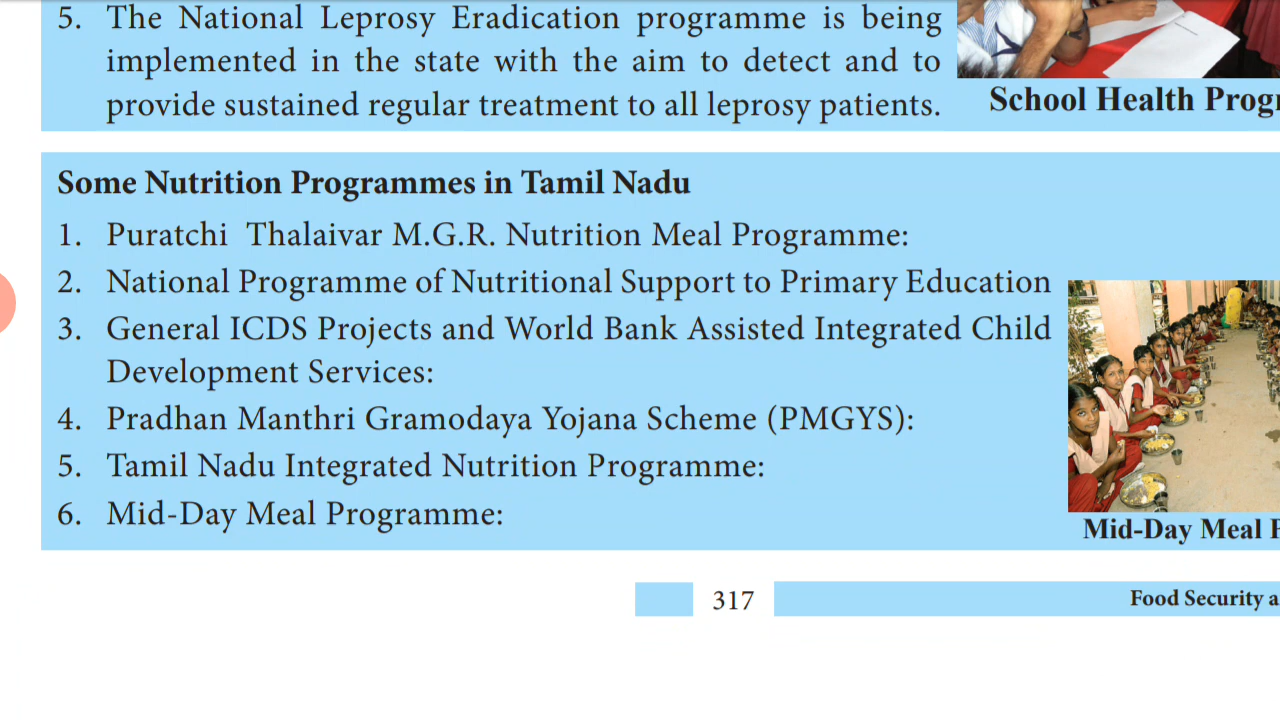 5. The National Leprosy Eradication programme is being
implemented in the state with the aim to detect and to
provide sustained regular treatment to all leprosy patients.
School Health
Some Nutrition Programmes in Tamil Nadu
1. Puratchi Thalaivar M.G.R. Nutrition Meal Programme:
2. National Programme of Nutritional Support to Primary Education
3. General ICDS Projects and World Bank Assisted Integrated Child
Development Services:
4. Pradhan Manthri Gramodaya Yojana Scheme (PMGYS):
5. Tamil Nadu Integrated Nutrition Programme:
6. Mid-Day Meal Programme:
Mid-Day Meal
317
Food Security